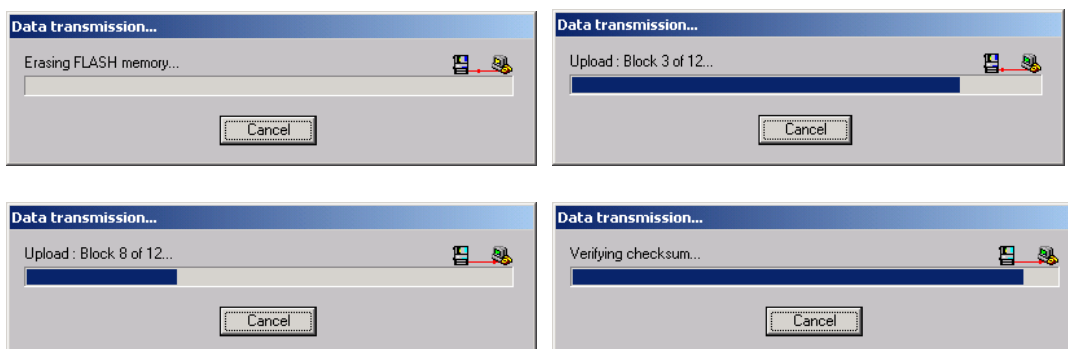 Data transmission...
Erasing FLASH memory...
Cancel
Data transmission...
Upload : Block 3 of 12...
Cancel
Data transmission...
Upload : Block 8 of 12...
Cancel
Data transmission...
Verifying checksum...
Cancel